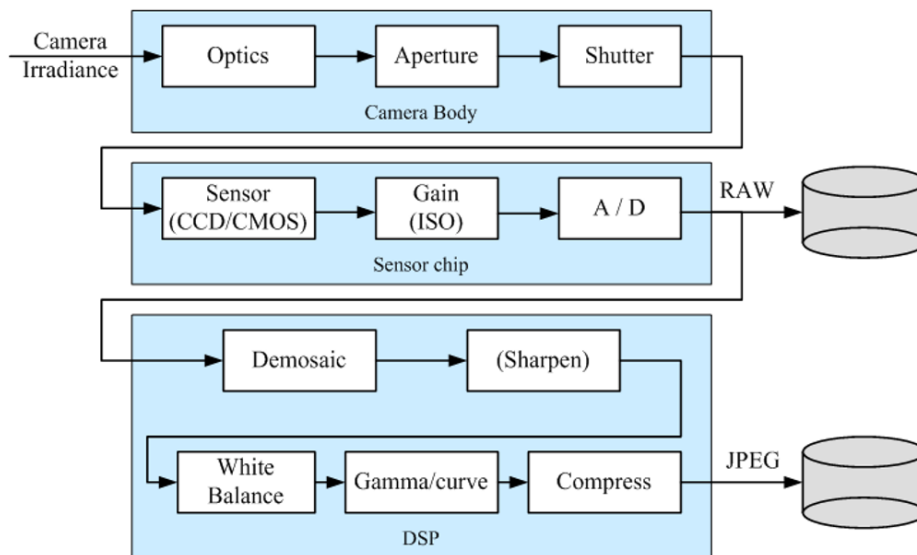 Camera
Irradiance
Optics
Aperture
Shutter
Camera Body
Sensor
(CCD/CMOS)
Gain
(ISO)
A / D
RAW
Sensor chip
Demosaic
(Sharpen)
White
Balance
Gamma/curve
Compress
JPEG
DSP